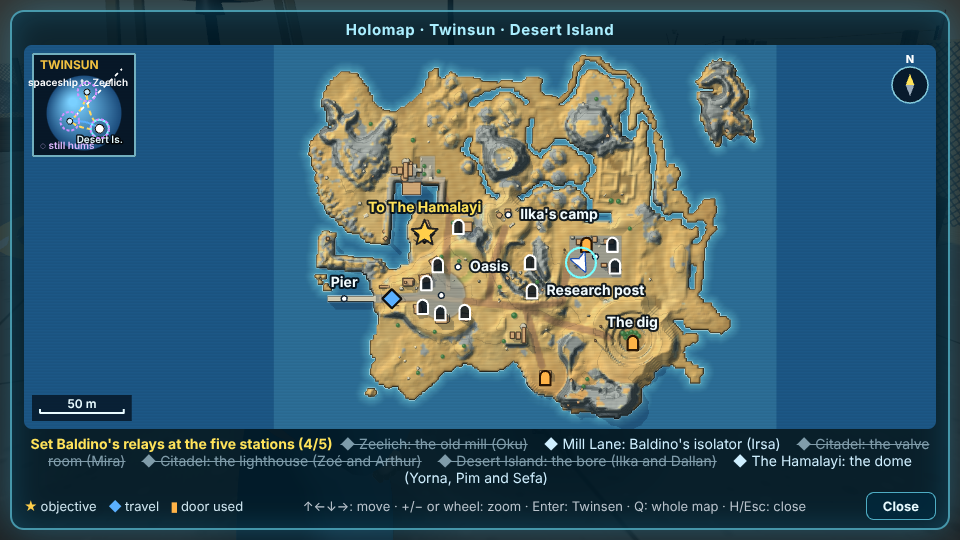 Holomap · Twinsun · Desert Island
TWINSUN
spaceship to Zeelich
Desert Is.
○ still hums
N
To The Hamalayi
Ilka's camp
Oasis
Pier
Research post
The dig
50 m
Set Baldino's relays at the five stations (4/5) ◆ Zeelich: the old mill (Oku) ◆ Mill Lane: Baldino's isolator (Irsa) ◆ Citadel: the valve
room (Mira) ◆ Citadel: the lighthouse (Zoé and Arthur) ◆ Desert Island: the bore (Ilka and Dallan) ◆ The Hamalayi: the dome
(Yorna, Pim and Sefa)
★ objective ◆ travel ▮ door used
↑←↓→: move · +/− or wheel: zoom · Enter: Twinsen · Q: whole map · H/Esc: close
Close